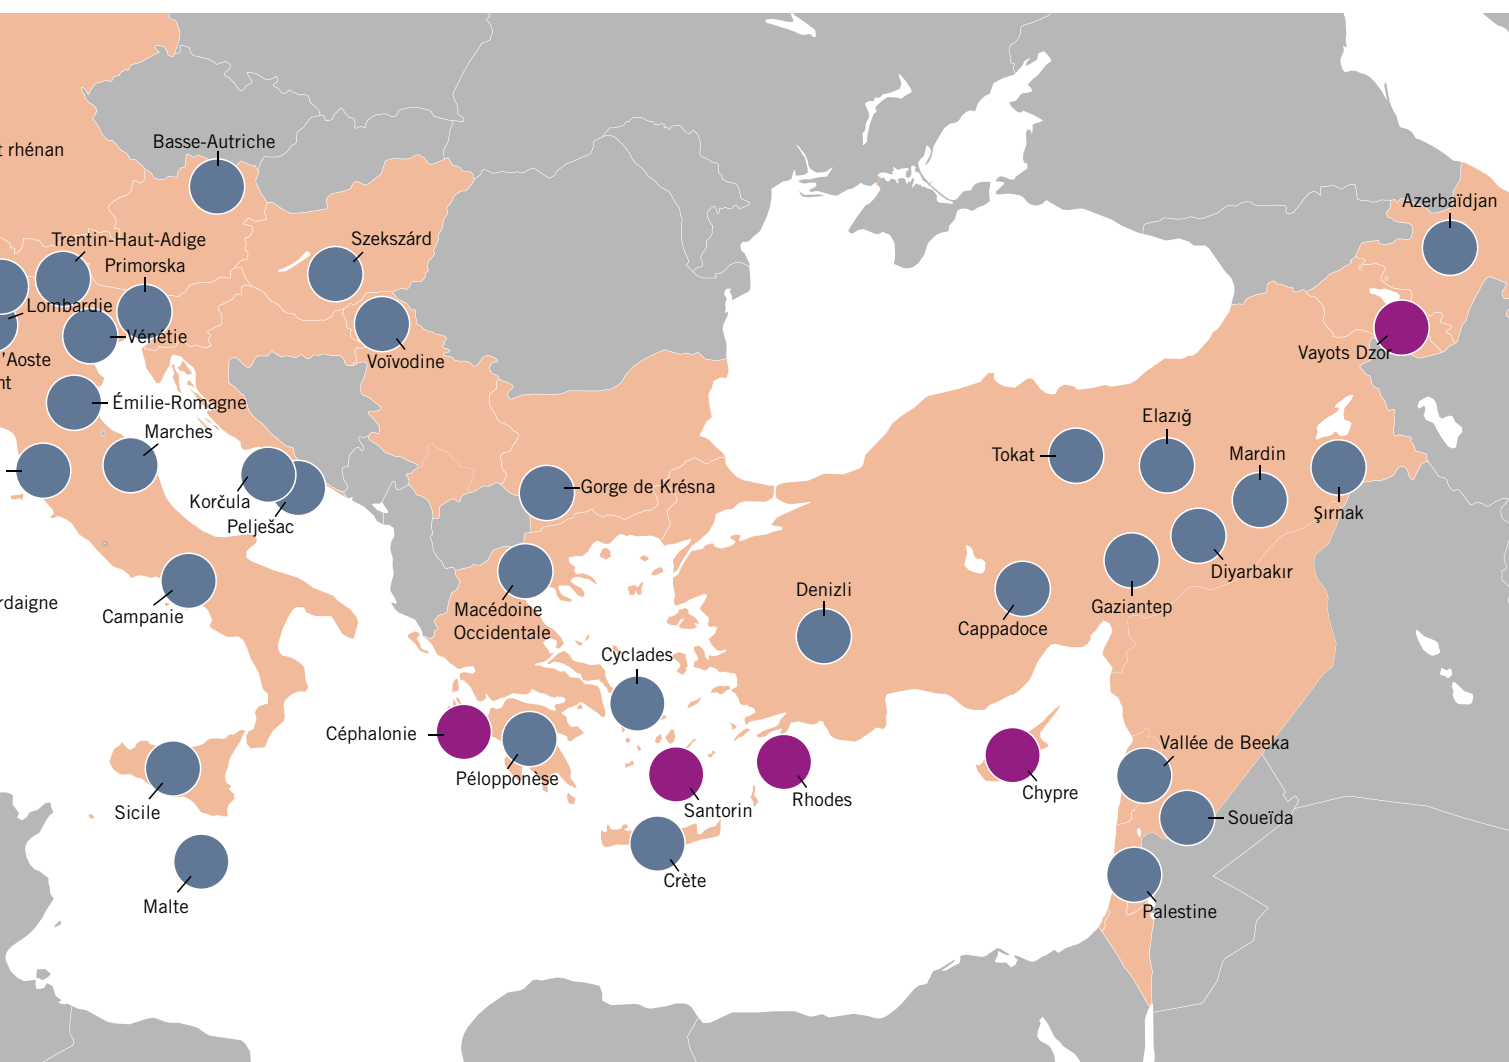 Basse-Autriche
t rhénan
Azerbaïdjan
Trentin-Haut-Adige
Szekszárd
Primorska
Lombardie
Vénétie
Vayots Dzor
'Aoste
Voïvodine
nt
Émilie-Romagne
Elazığ
Marches
Tokat
Mardin
Gorge de Krésna
Korčula
Şırnak
Pelješac
Diyarbakır
Denizli
rdaigne
Macédoine
Occidentale
Gaziantep
Campanie
Cappadoce
Cyclades
Céphalonie
Vallée de Beeka
Pélopponèse
Chypre
Rhodes
Sicile
Santorin
Soueïda
Crète
Malte
Palestine